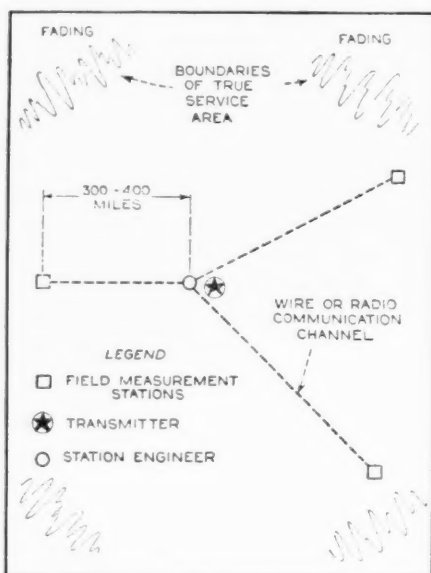 FADING
FADING
BOUNDARIES
OF TRUE
SERVICE
AREA
300-400
MILES
WIRE OR RADIO
COMMUNICATION
CHANNEL
LEGEND
FIELD MEASUREMENT
STATIONS
TRANSMITTER
STATION ENGINEER